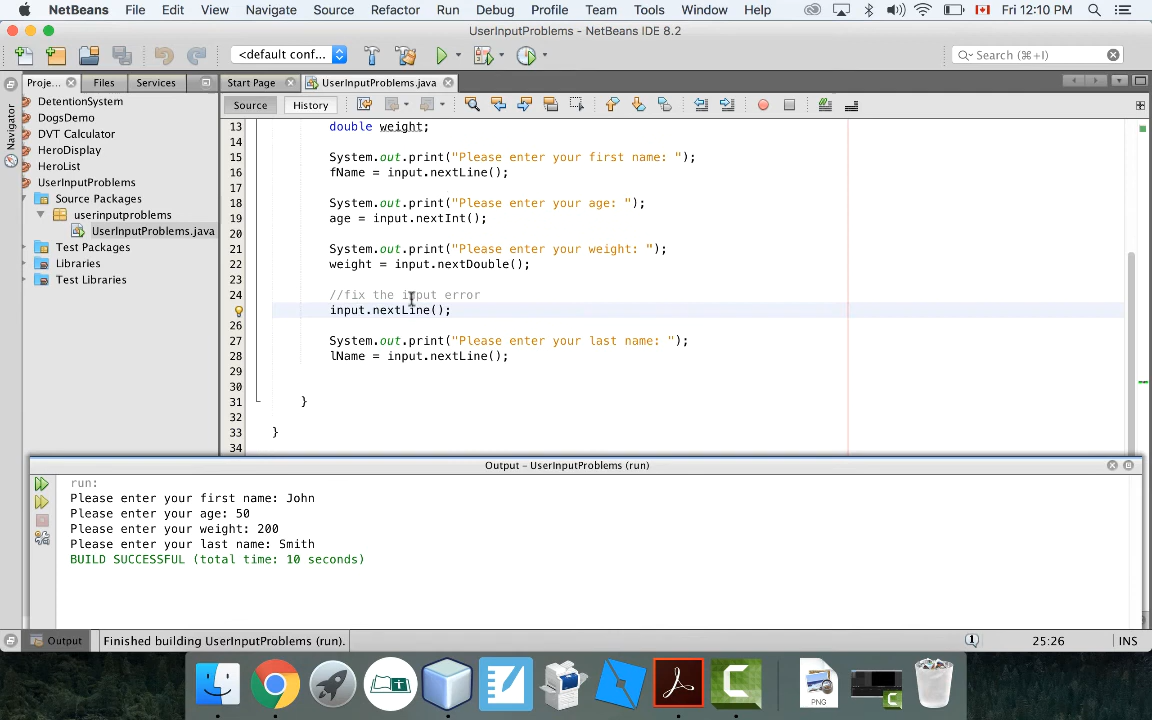 NetBeans File Edit View Navigate Source Refactor Run Debug Profile Team Tools Window Help Fri 12:10 PM
UserInputProblems - NetBeans IDE 8.2
<default conf... Search (⌘+I)
Proje... Files Services Start Page UserInputProblems.java
Source History
Navigator
DetentionSystem
DogsDemo
DVT Calculator
HeroDisplay
HeroList
UserInputProblems
Source Packages
userinputproblems
UserInputProblems.java
Test Packages
Libraries
Test Libraries
13 double weight;
14
15 System.out.print("Please enter your first name: ");
16 fName = input.nextLine();
17
18 System.out.print("Please enter your age: ");
19 age = input.nextInt();
20
21 System.out.print("Please enter your weight: ");
22 weight = input.nextDouble();
23
24 //fix the input error
input.nextLine();
26
27 System.out.print("Please enter your last name: ");
28 lName = input.nextLine();
29
30
31 }
32
33 }
34
Output - UserInputProblems (run)
run:
Please enter your first name: John
Please enter your age: 50
Please enter your weight: 200
Please enter your last name: Smith
BUILD SUCCESSFUL (total time: 10 seconds)
Output Finished building UserInputProblems (run). 1 25:26 INS
PNG